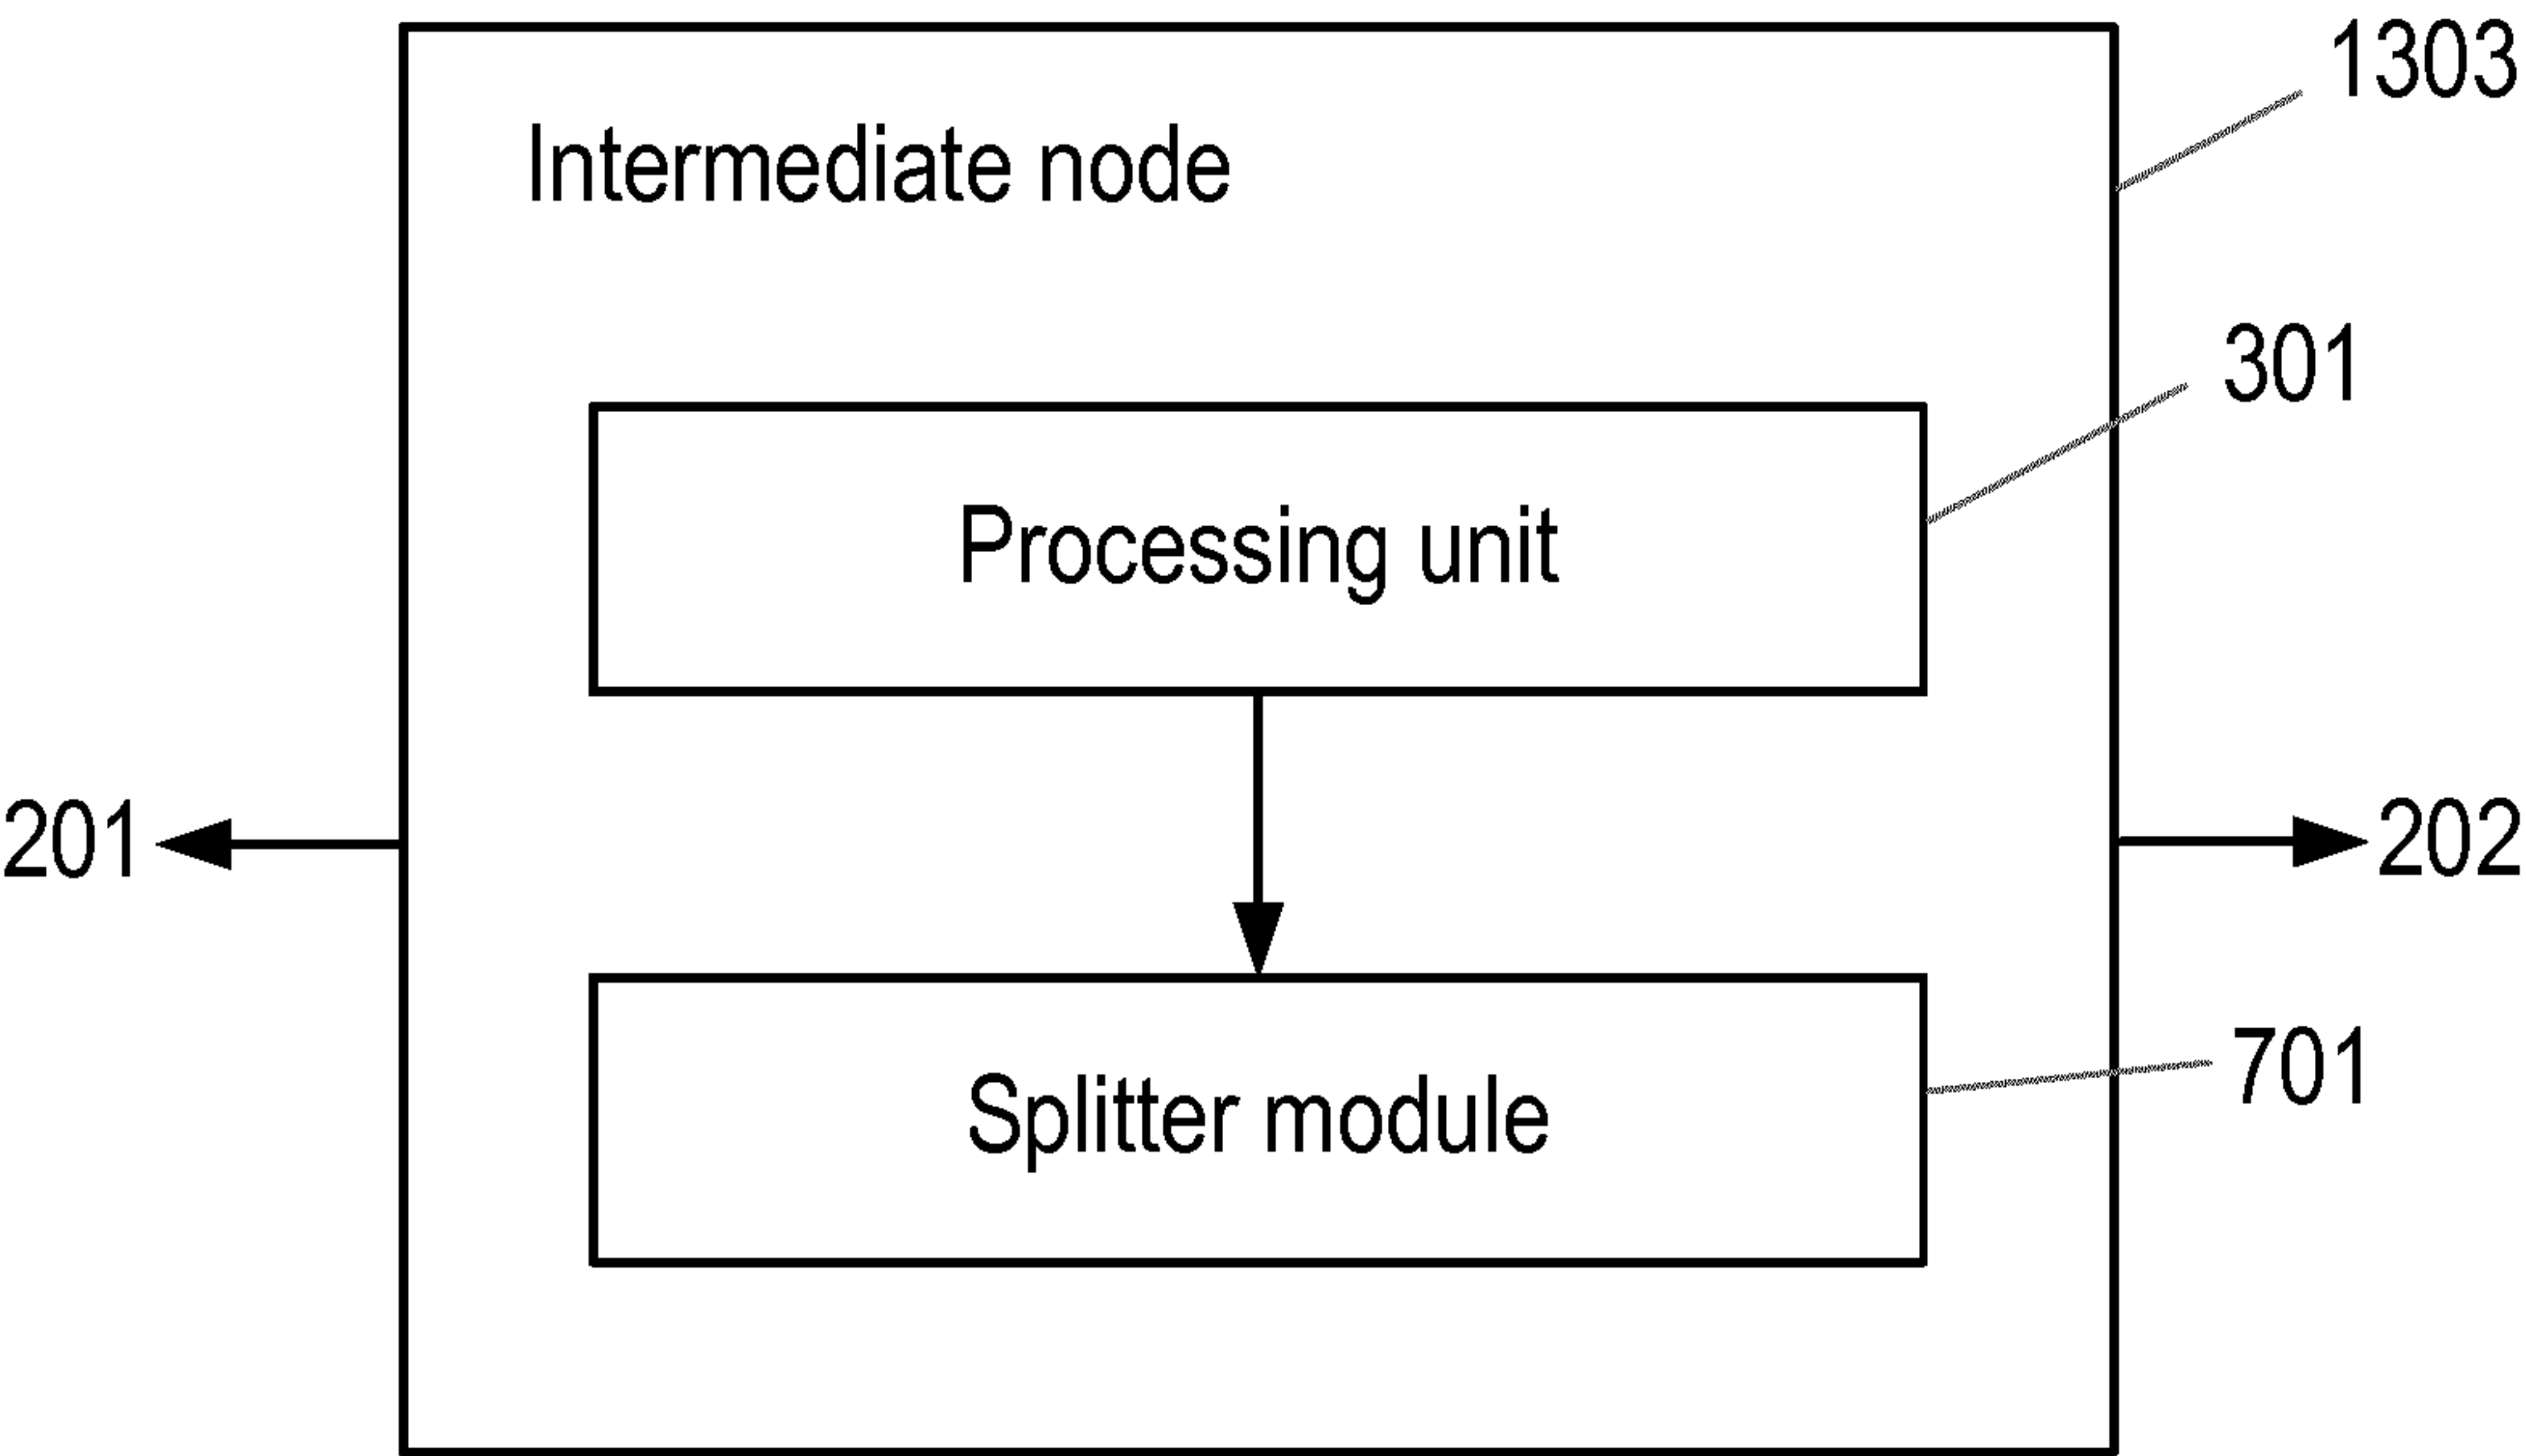 1303
Intermediate node
301
Processing unit
201
202
701
Splitter module